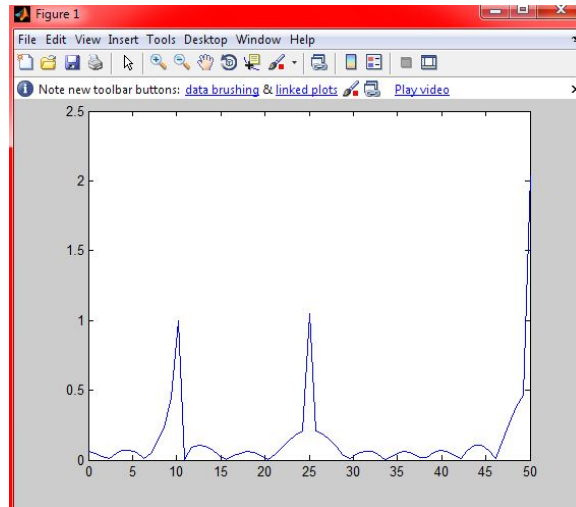 Figure 1
File Edit View Insert Tools Desktop Window Help
Note new toolbar buttons: data brushing & linked plots Play video
2.5
2
1.5
1
0.5
0
0 5 10 15 20 25 30 35 40 45 50